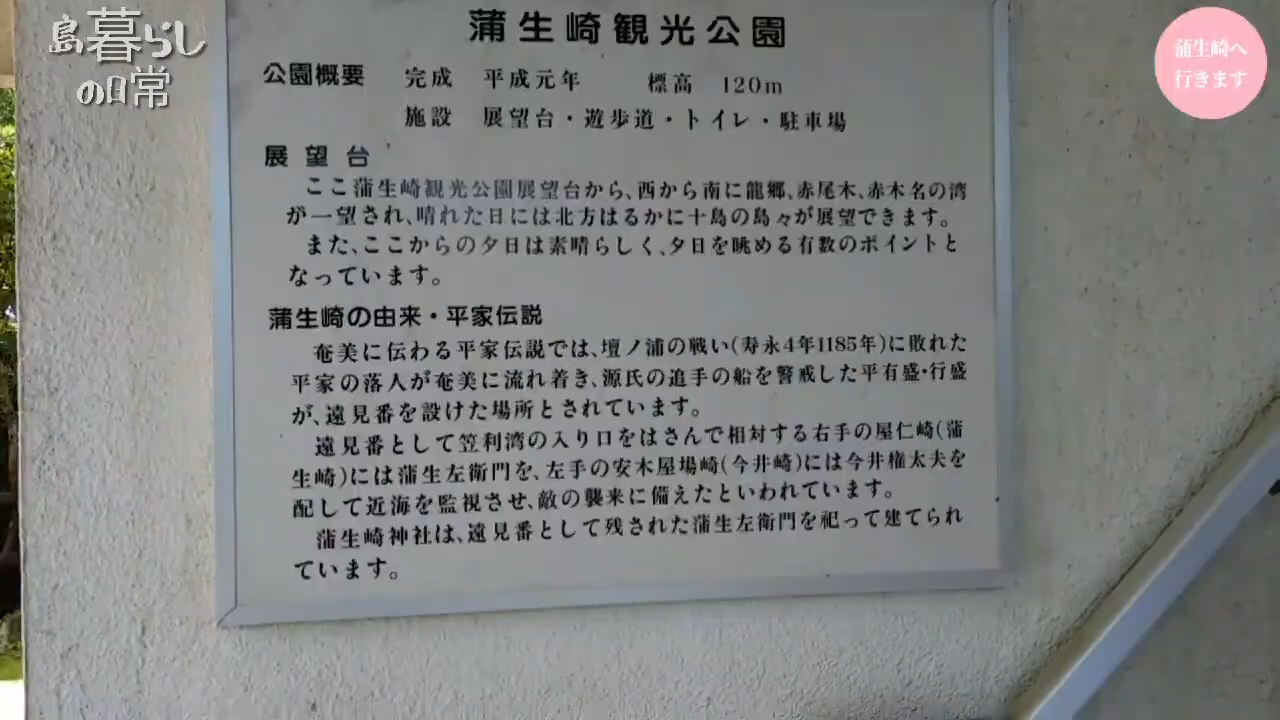 島暮らし
の日常
蒲生崎へ
行きます
蒲生崎観光公園
公園概要 完成 平成元年 標高 120m
施設 展望台・遊歩道・トイレ・駐車場
展望台
ここ蒲生崎観光公園展望台から、西から南に龍郷、赤尾木、赤木名の湾
が一望され、晴れた日には北方はるかに十島の島々が展望できます。
また、ここからの夕日は素晴らしく、夕日を眺める有数のポイントと
なっています。
蒲生崎の由来・平家伝説
奄美に伝わる平家伝説では、壇ノ浦の戦い(寿永4年1185年)に敗れた
平家の落人が奄美に流れ着き、源氏の追手の船を警戒した平有盛・行盛
が、遠見番を設けた場所とされています。
遠見番として笠利湾の入り口をはさんで相対する右手の屋仁崎(蒲
生崎)には蒲生左衛門を、左手の安木屋場崎(今井崎)には今井権太夫を
配して近海を監視させ、敵の襲来に備えたといわれています。
蒲生崎神社は、遠見番として残された蒲生左衛門を祀って建てられ
ています。